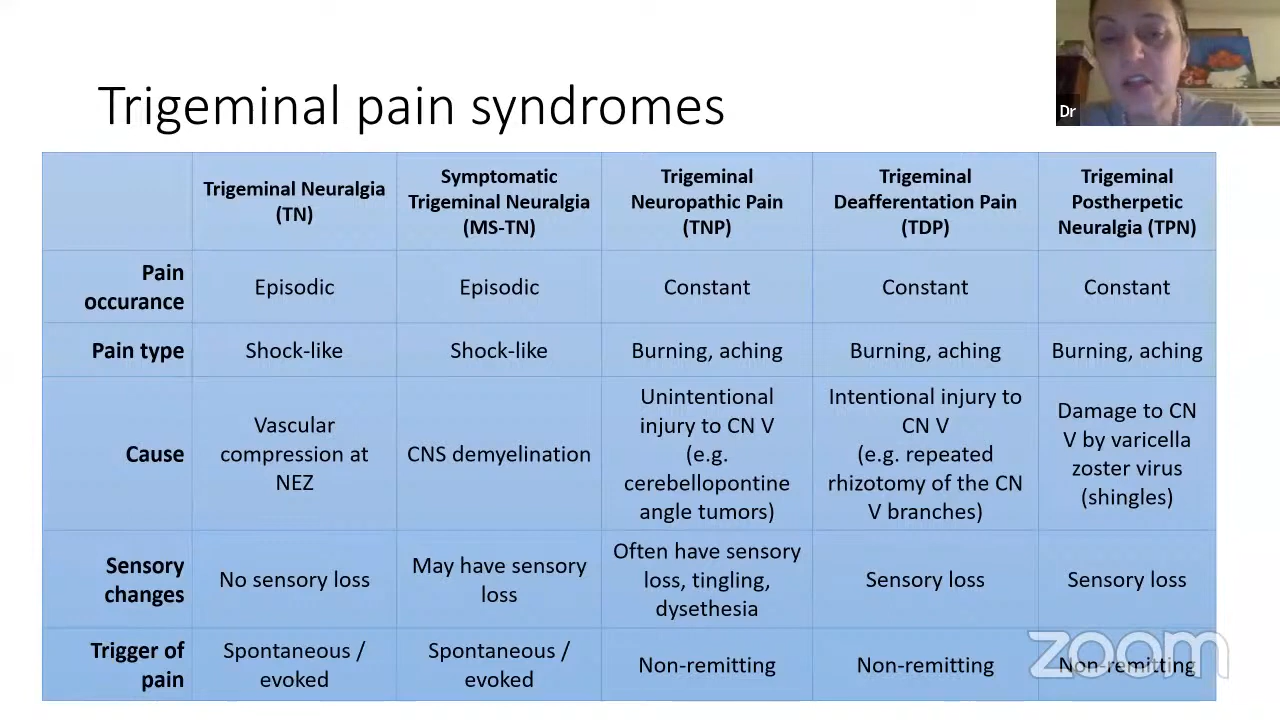 Trigeminal pain syndromes
Dr
Trigeminal Neuralgia
(TN)
Symptomatic
Trigeminal Neuralgia
(MS-TN)
Trigeminal
Neuropathic Pain
(TNP)
Trigeminal
Deafferentation Pain
(TDP)
Trigeminal
Postherpetic
Neuralgia (TPN)
Pain
occurance
Episodic
Episodic
Constant
Constant
Constant
Pain type
Shock-like
Shock-like
Burning, aching
Burning, aching
Burning, aching
Cause
Vascular
compression at
NEZ
CNS demyelination
Unintentional
injury to CN V
(e.g.
cerebellopontine
angle tumors)
Intentional injury to
CN V
(e.g. repeated
rhizotomy of the CN
V branches)
Damage to CN
V by varicella
zoster virus
(shingles)
Sensory
changes
No sensory loss
May have sensory
loss
Often have sensory
loss, tingling,
dysethesia
Sensory loss
Sensory loss
Trigger of
pain
Spontaneous /
evoked
Spontaneous /
evoked
Non-remitting
Non-remitting
Non-remitting
zoom